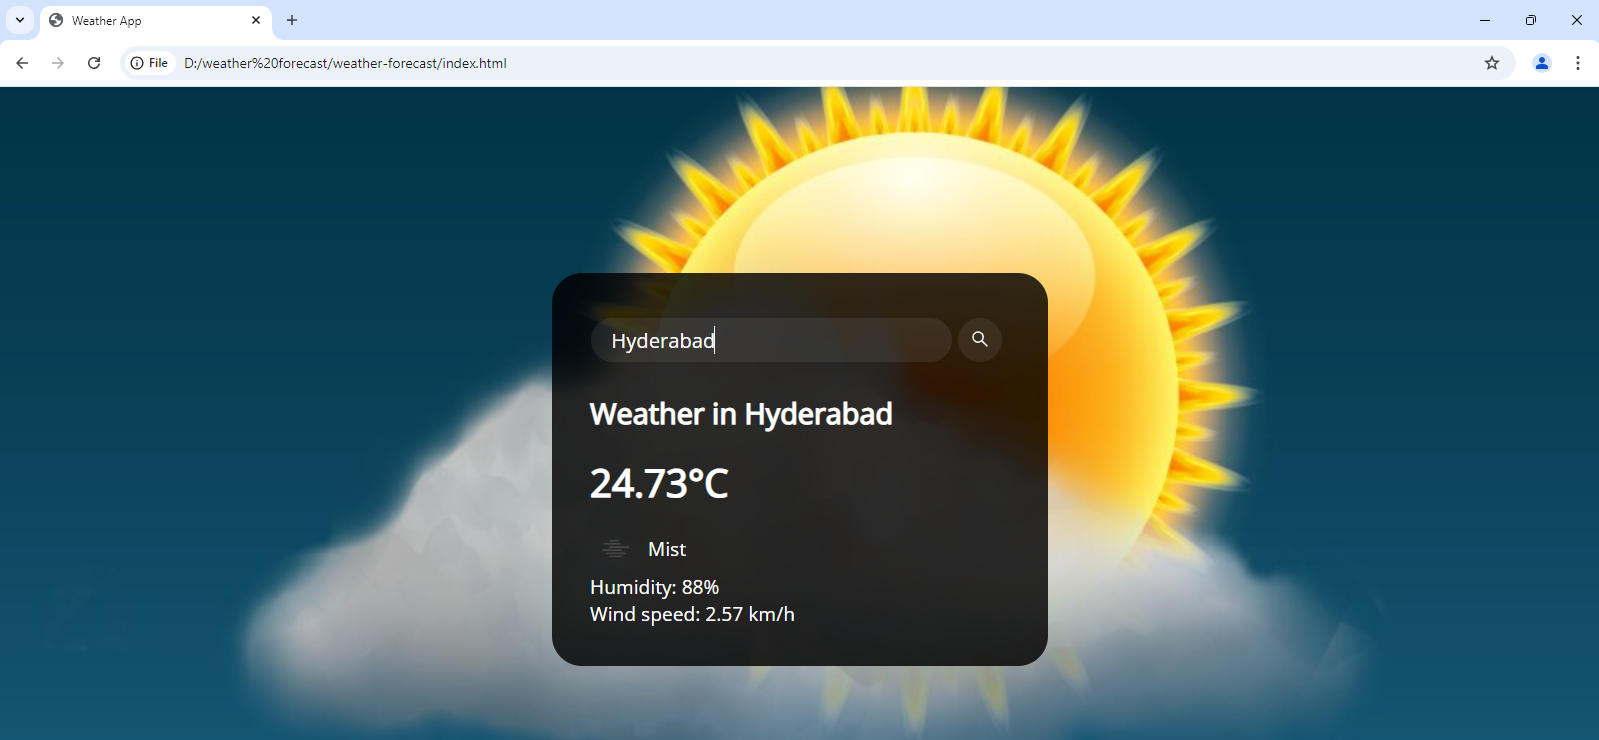 Weather App
File D:/weather%20forecast/weather-forecast/index.html
Hyderabad
Weather in Hyderabad
24.73°C
Mist
Humidity: 88%
Wind speed: 2.57 km/h